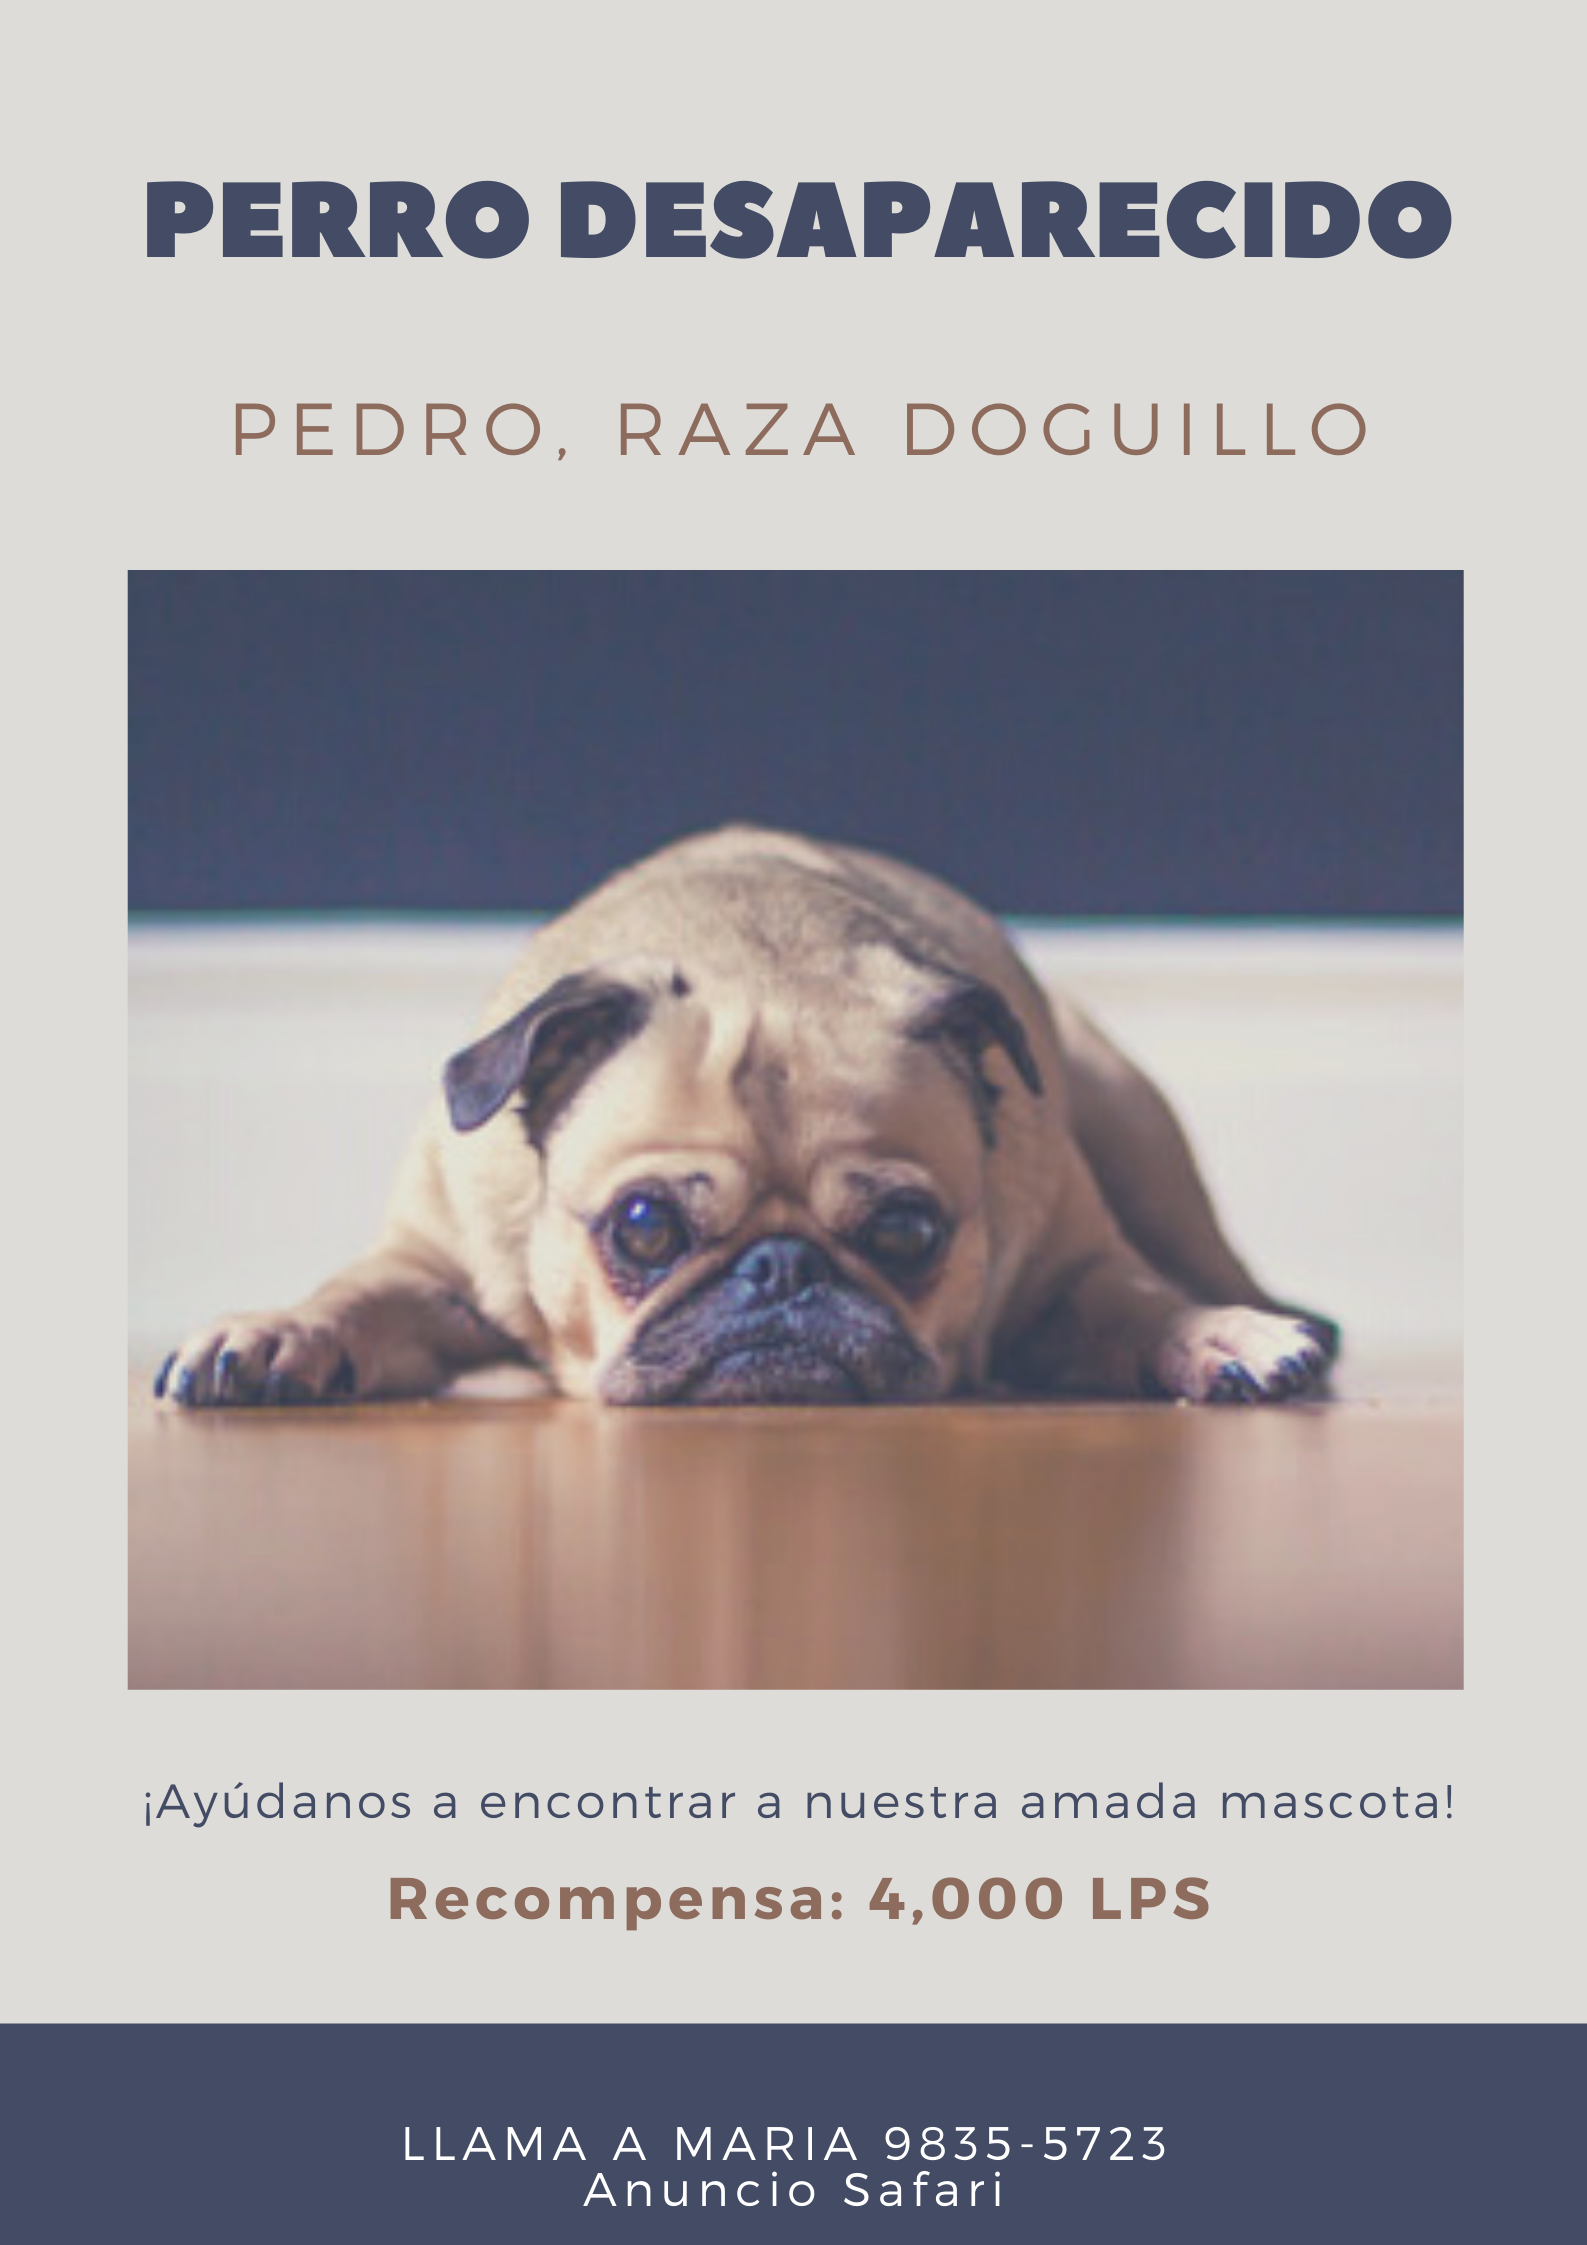 PERRO DESAPARECIDO
PEDRO, RAZA DOGUILLO
¡Ayúdanos a encontrar a nuestra amada mascota!
Recompensa: 4,000 LPS
LLAMA A MARIA 9835-5723
Anuncio Safari